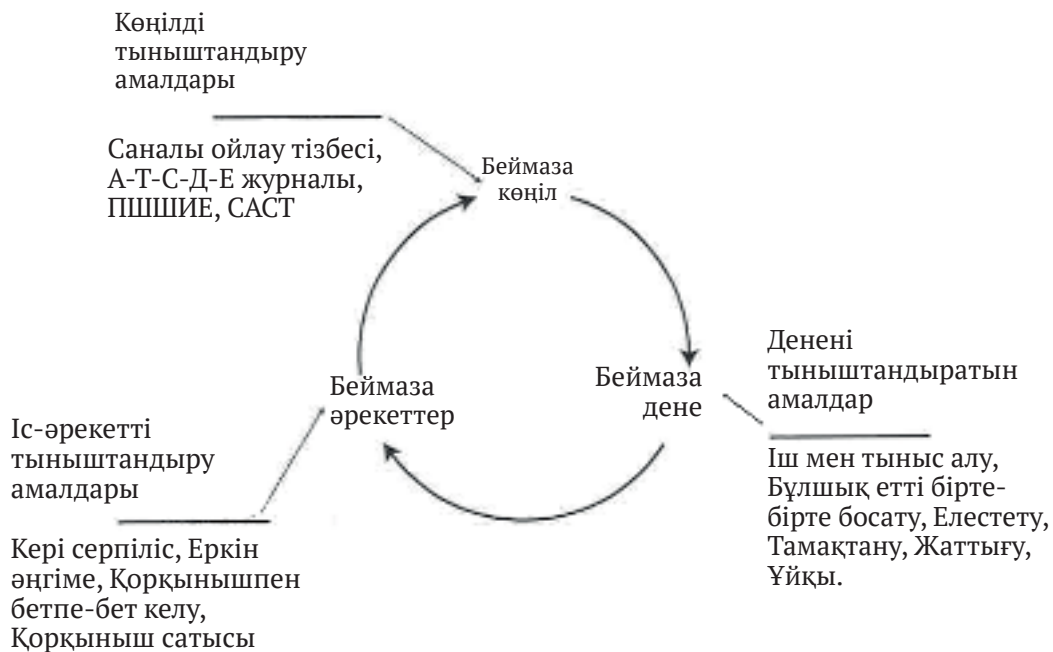 Көңілді
тыныштандыру
амалдары
Саналы ойлау тізбесі,
А-Т-С-Д-Е журналы,
ПШШИЕ, САСТ
Беймаза
көңіл
Беймаза
дене
Денені
тыныштандыратын
амалдар
Іш мен тыныс алу,
Бұлшық етті бірте-
бірте босату, Елестету,
Тамақтану, Жаттығу,
Ұйқы.
Беймаза
әрекеттер
Іс-әрекетті
тыныштандыру
амалдары
Кері серпіліс, Еркін
әңгіме, Қорқынышпен
бетпе-бет келу,
Қорқыныш сатысы